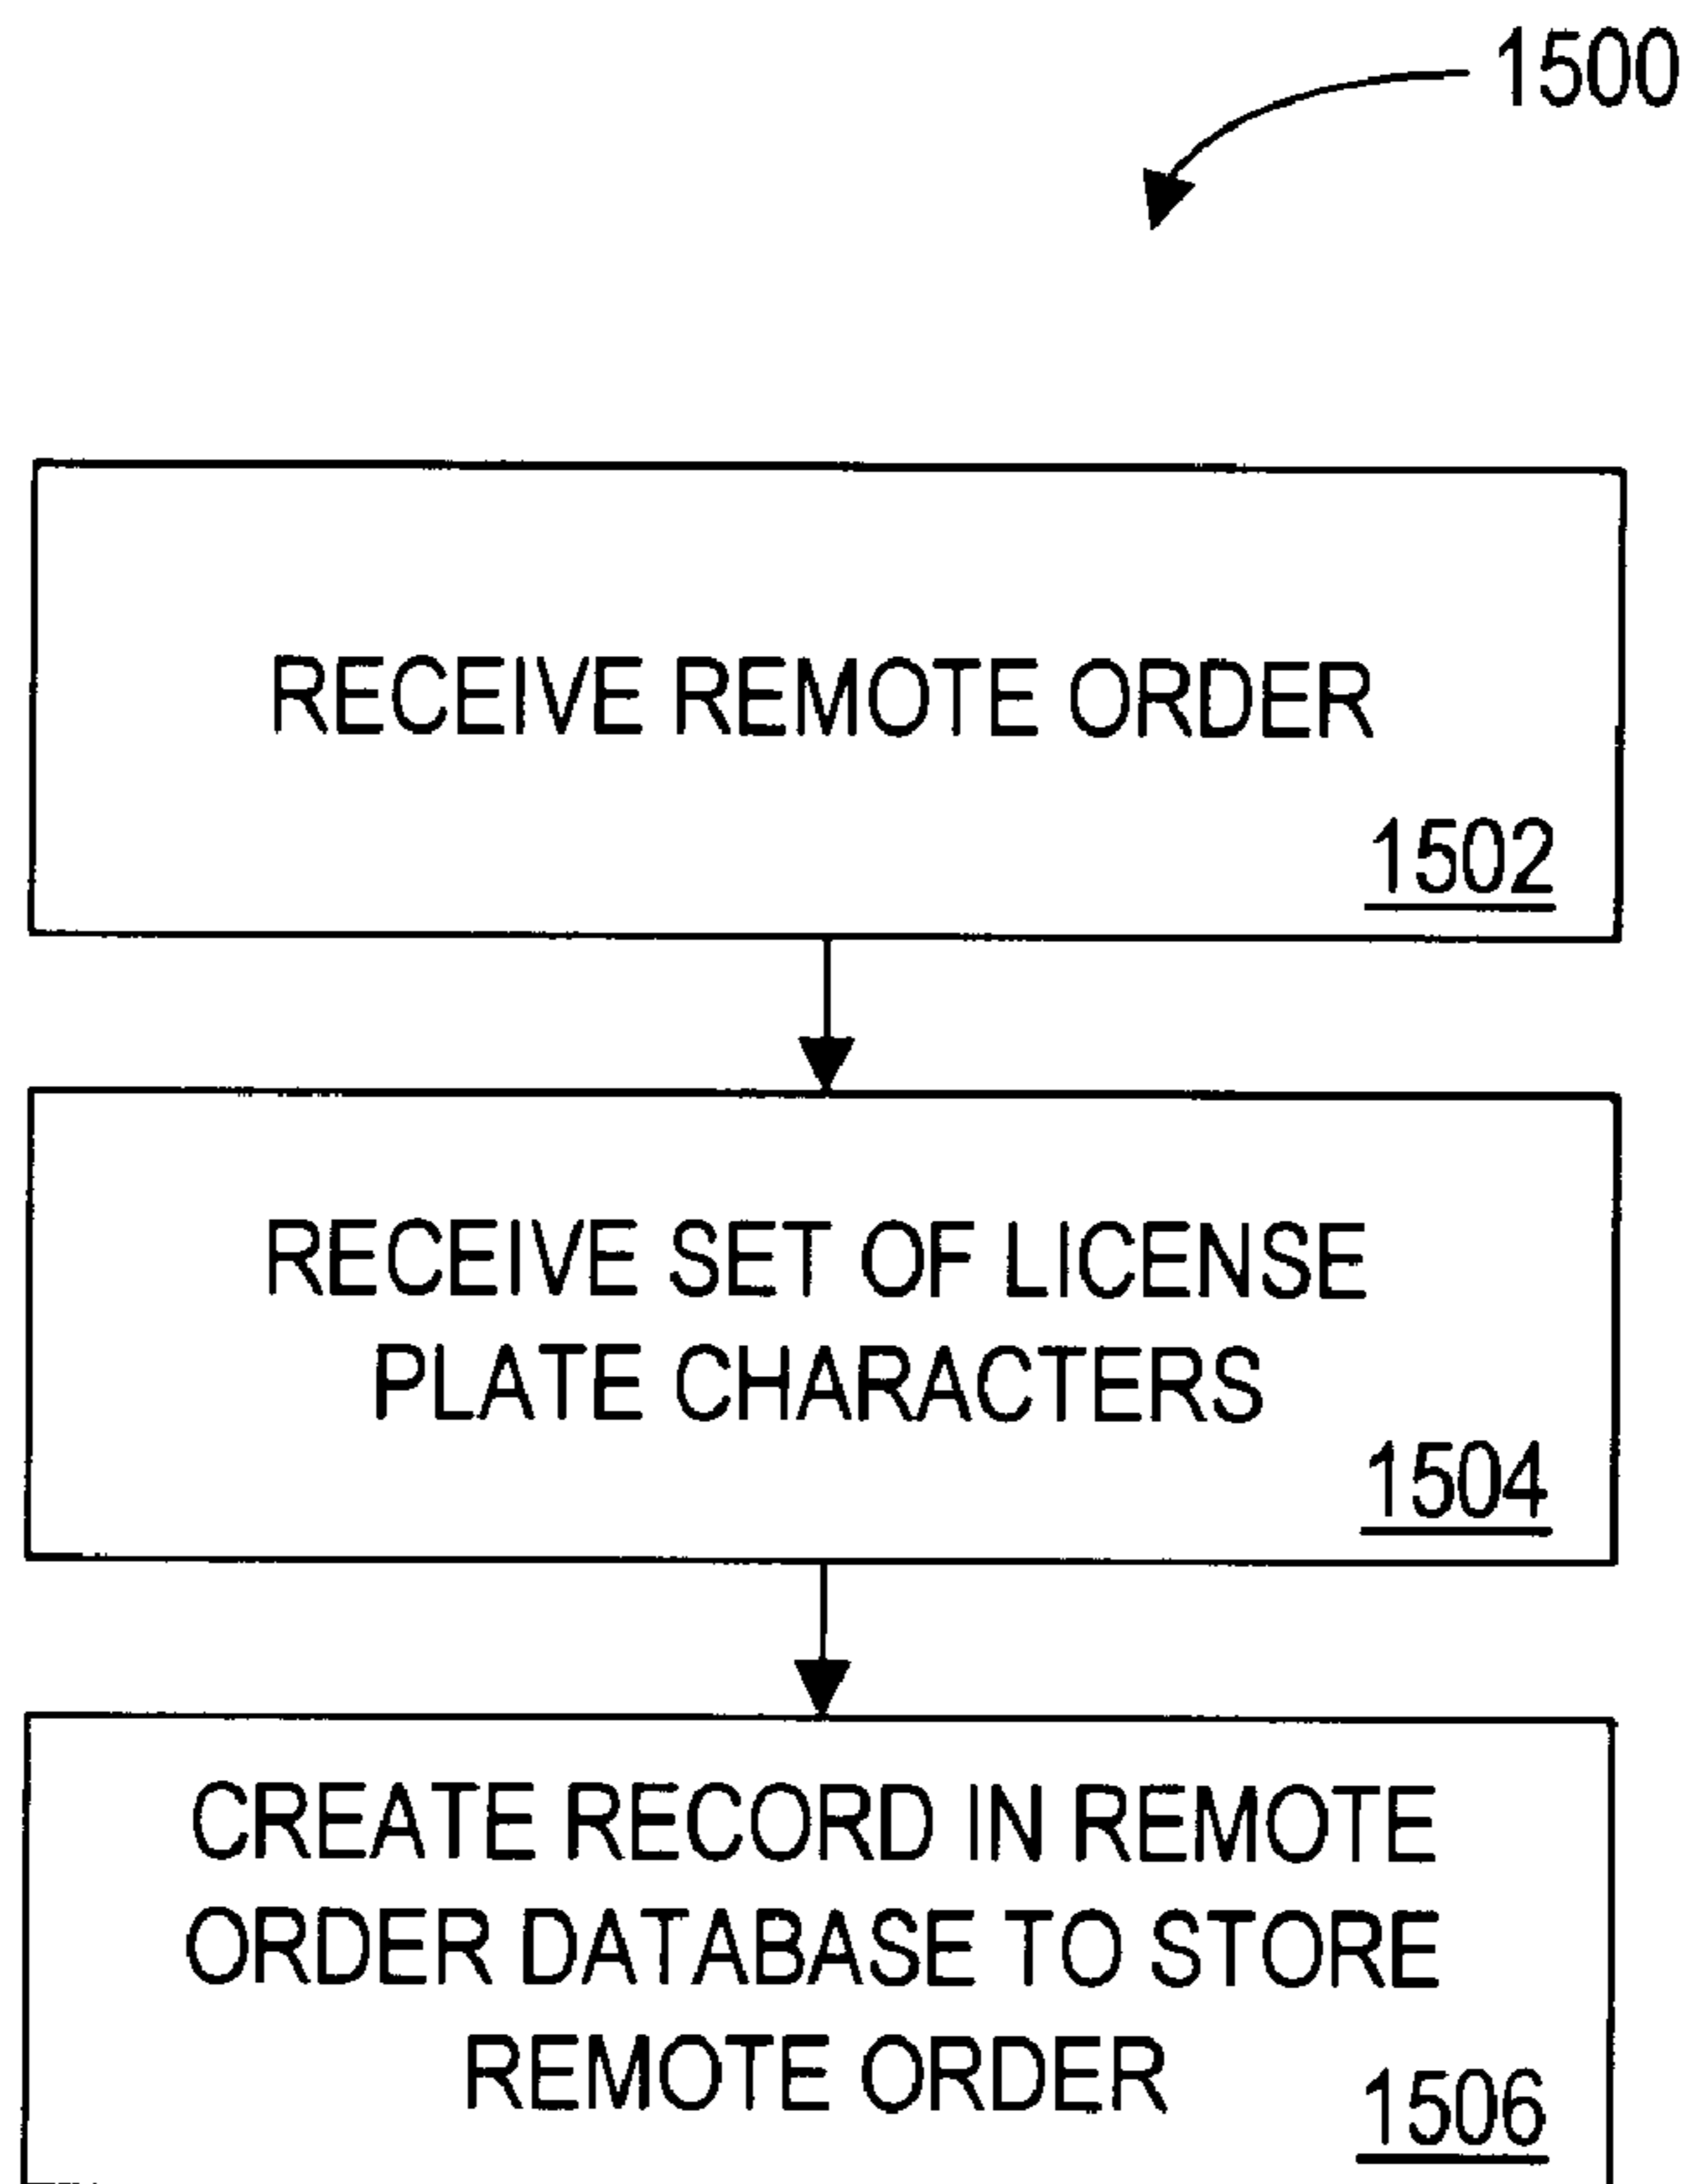 1500
RECEIVE REMOTE ORDER
1502
RECEIVE SET OF LICENSE
PLATE CHARACTERS
1504
CREATE RECORD IN REMOTE
ORDER DATABASE TO STORE
REMOTE ORDER
1506